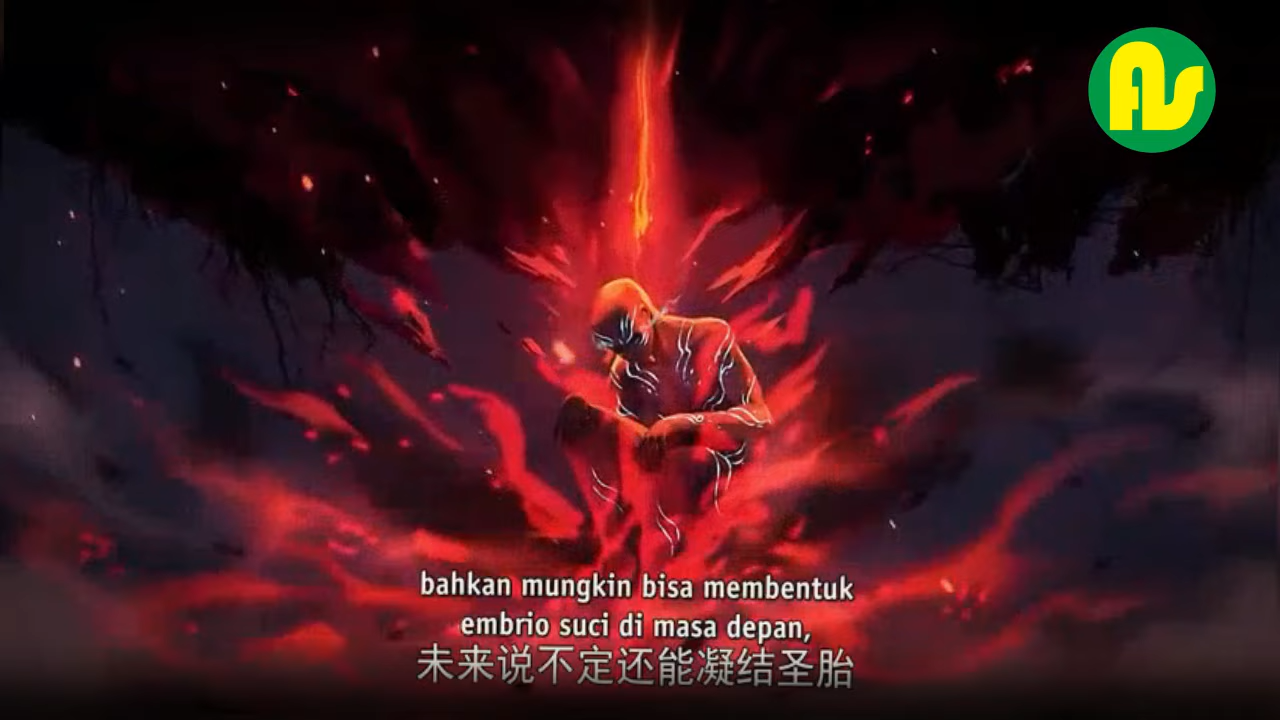 As
bahkan mungkin bisa membentuk
embrio suci di masa depan,
未来说不定还能凝结圣胎